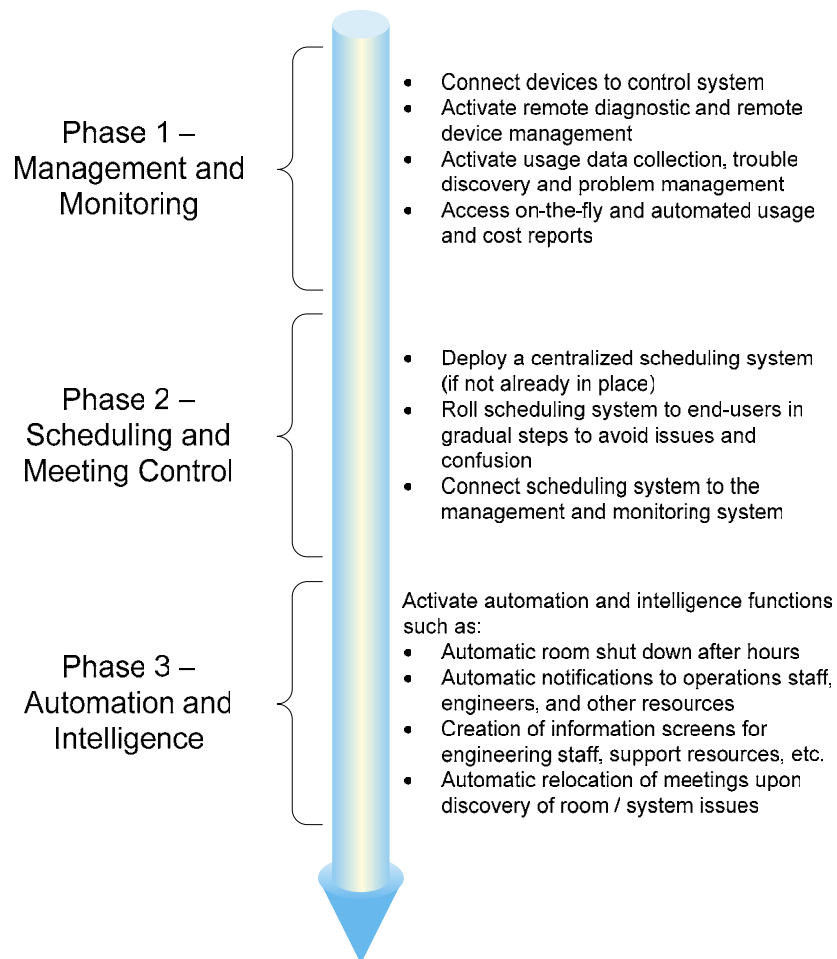 Phase 1 –
Management and
Monitoring
• Connect devices to control system
• Activate remote diagnostic and remote
device management
• Activate usage data collection, trouble
discovery and problem management
• Access on-the-fly and automated usage
and cost reports
Phase 2 –
Scheduling and
Meeting Control
• Deploy a centralized scheduling system
(if not already in place)
• Roll scheduling system to end-users in
gradual steps to avoid issues and
confusion
• Connect scheduling system to the
management and monitoring system
Phase 3 –
Automation and
Intelligence
Activate automation and intelligence functions
such as:
• Automatic room shut down after hours
• Automatic notifications to operations staff,
engineers, and other resources
• Creation of information screens for
engineering staff, support resources, etc.
• Automatic relocation of meetings upon
discovery of room / system issues